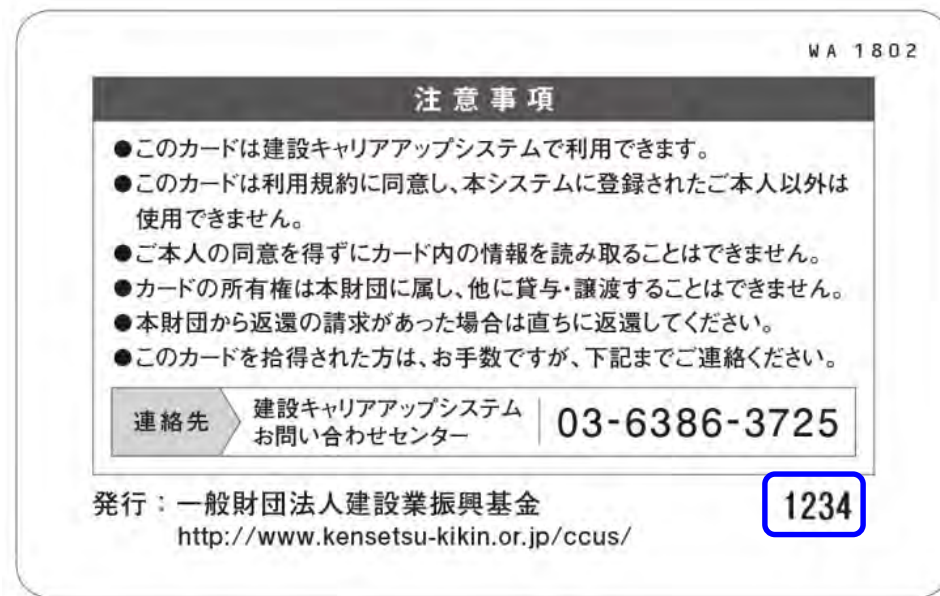 WA 1802
注意事項
●このカードは建設キャリアアップシステムで利用できます。
●このカードは利用規約に同意し、本システムに登録されたご本人以外は
使用できません。
●ご本人の同意を得ずにカード内の情報を読み取ることはできません。
●カードの所有権は本財団に属し、他に貸与・譲渡することはできません。
●本財団から返還の請求があった場合は直ちに返還してください。
●このカードを拾得された方は、お手数ですが、下記までご連絡ください。
連絡先
建設キャリアアップシステム
お問い合わせセンター
03-6386-3725
発行：一般財団法人建設業振興基金
http://www.kensetsu-kikin.or.jp/ccus/
1234